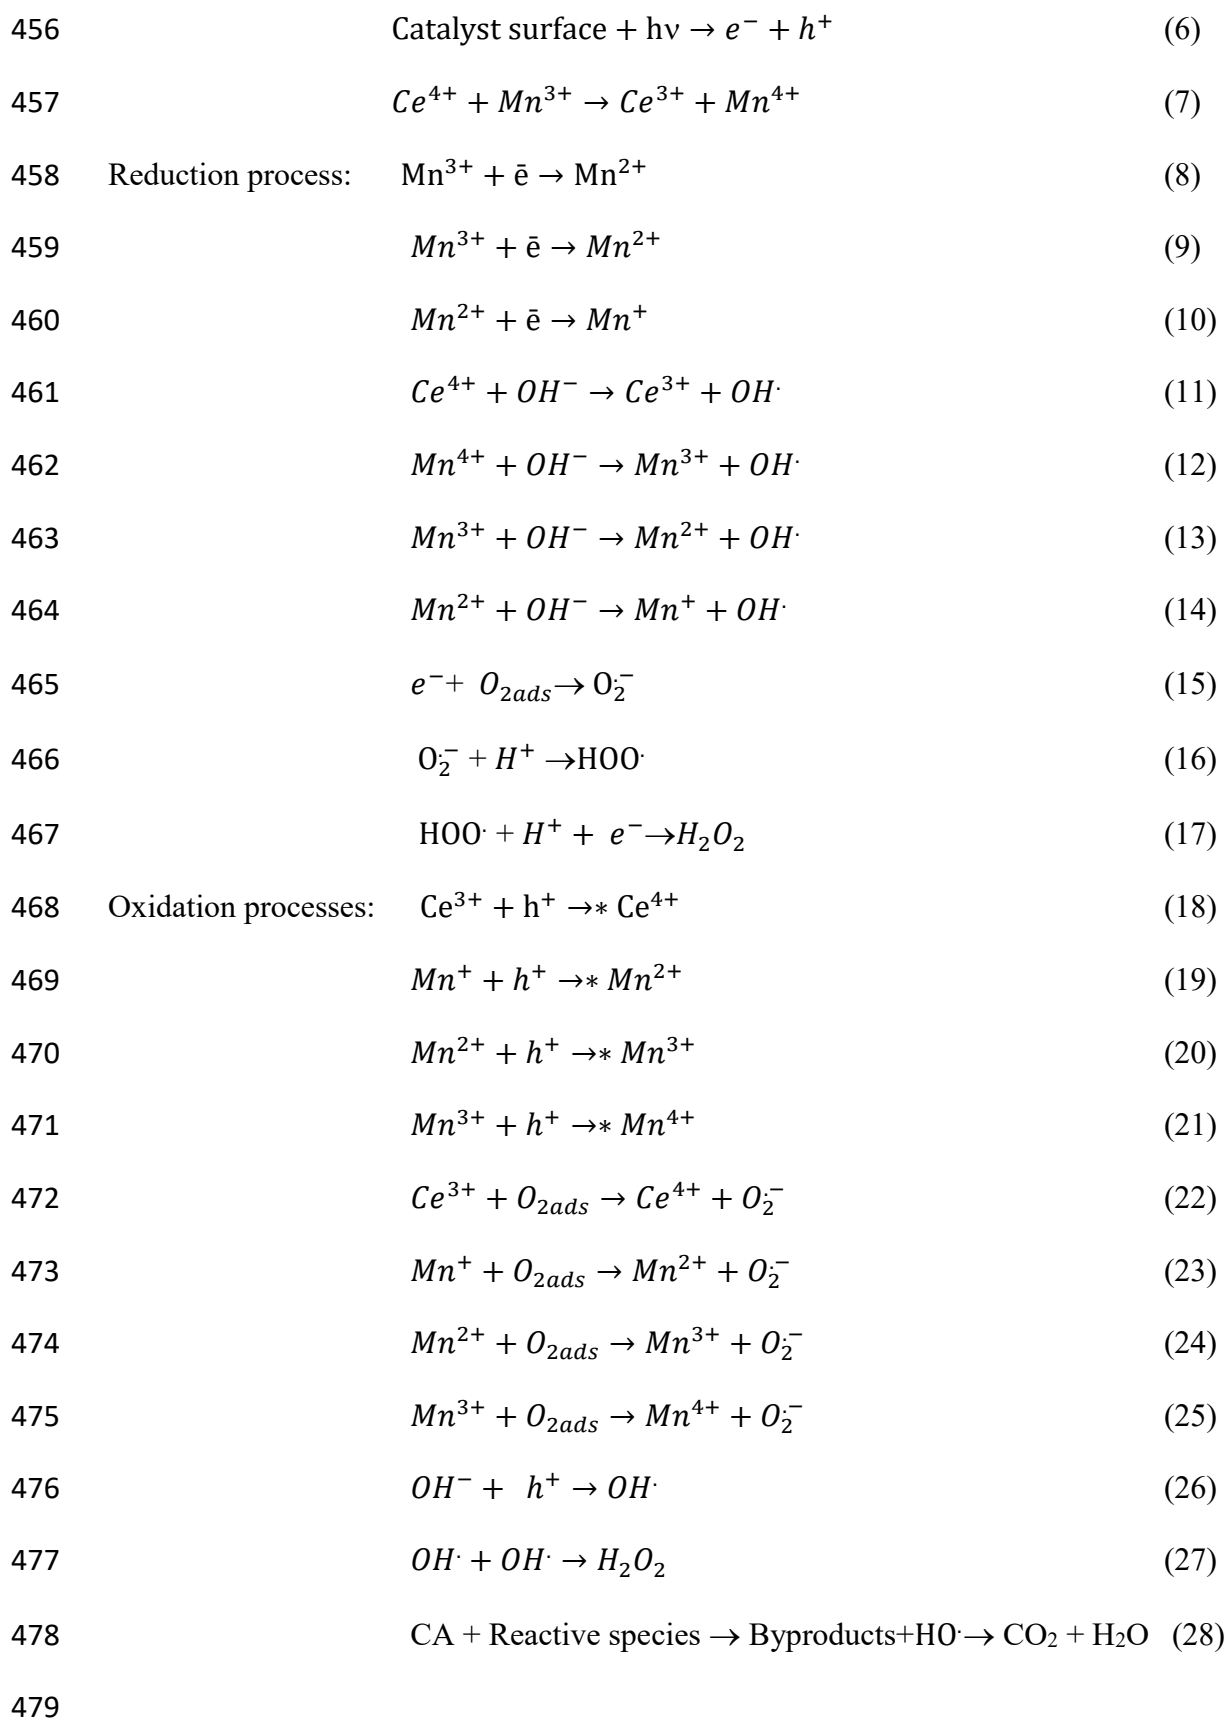 456 Catalyst surface + hν → e⁻ + h⁺ (6)
457 Ce⁴⁺ + Mn³⁺ → Ce³⁺ + Mn⁴⁺ (7)
458 Reduction process: Mn³⁺ + ē → Mn²⁺ (8)
459 Mn³⁺ + ē → Mn²⁺ (9)
460 Mn²⁺ + ē → Mn⁺ (10)
461 Ce⁴⁺ + OH⁻ → Ce³⁺ + OH· (11)
462 Mn⁴⁺ + OH⁻ → Mn³⁺ + OH· (12)
463 Mn³⁺ + OH⁻ → Mn²⁺ + OH· (13)
464 Mn²⁺ + OH⁻ → Mn⁺ + OH· (14)
465 e⁻+ O₂ads→ O₂·⁻ (15)
466 O₂·⁻ + H⁺ →HOO· (16)
467 HOO· + H⁺ + e⁻→H₂O₂ (17)
468 Oxidation processes: Ce³⁺ + h⁺ →* Ce⁴⁺ (18)
469 Mn⁺ + h⁺ →* Mn²⁺ (19)
470 Mn²⁺ + h⁺ →* Mn³⁺ (20)
471 Mn³⁺ + h⁺ →* Mn⁴⁺ (21)
472 Ce³⁺ + O₂ads → Ce⁴⁺ + O₂·⁻ (22)
473 Mn⁺ + O₂ads → Mn²⁺ + O₂·⁻ (23)
474 Mn²⁺ + O₂ads → Mn³⁺ + O₂·⁻ (24)
475 Mn³⁺ + O₂ads → Mn⁴⁺ + O₂·⁻ (25)
476 OH⁻ + h⁺ → OH· (26)
477 OH· + OH· → H₂O₂ (27)
478 CA + Reactive species → Byproducts+HO·→ CO₂ + H₂O (28)
479